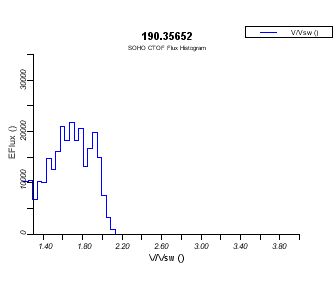 190.35652
SOHO CTOF Flux Histogram
V/Vsw ()
EFlux ()
30000
20000
10000
0
1.40 1.80 2.20 2.60 3.00 3.40 3.80
V/Vsw ()